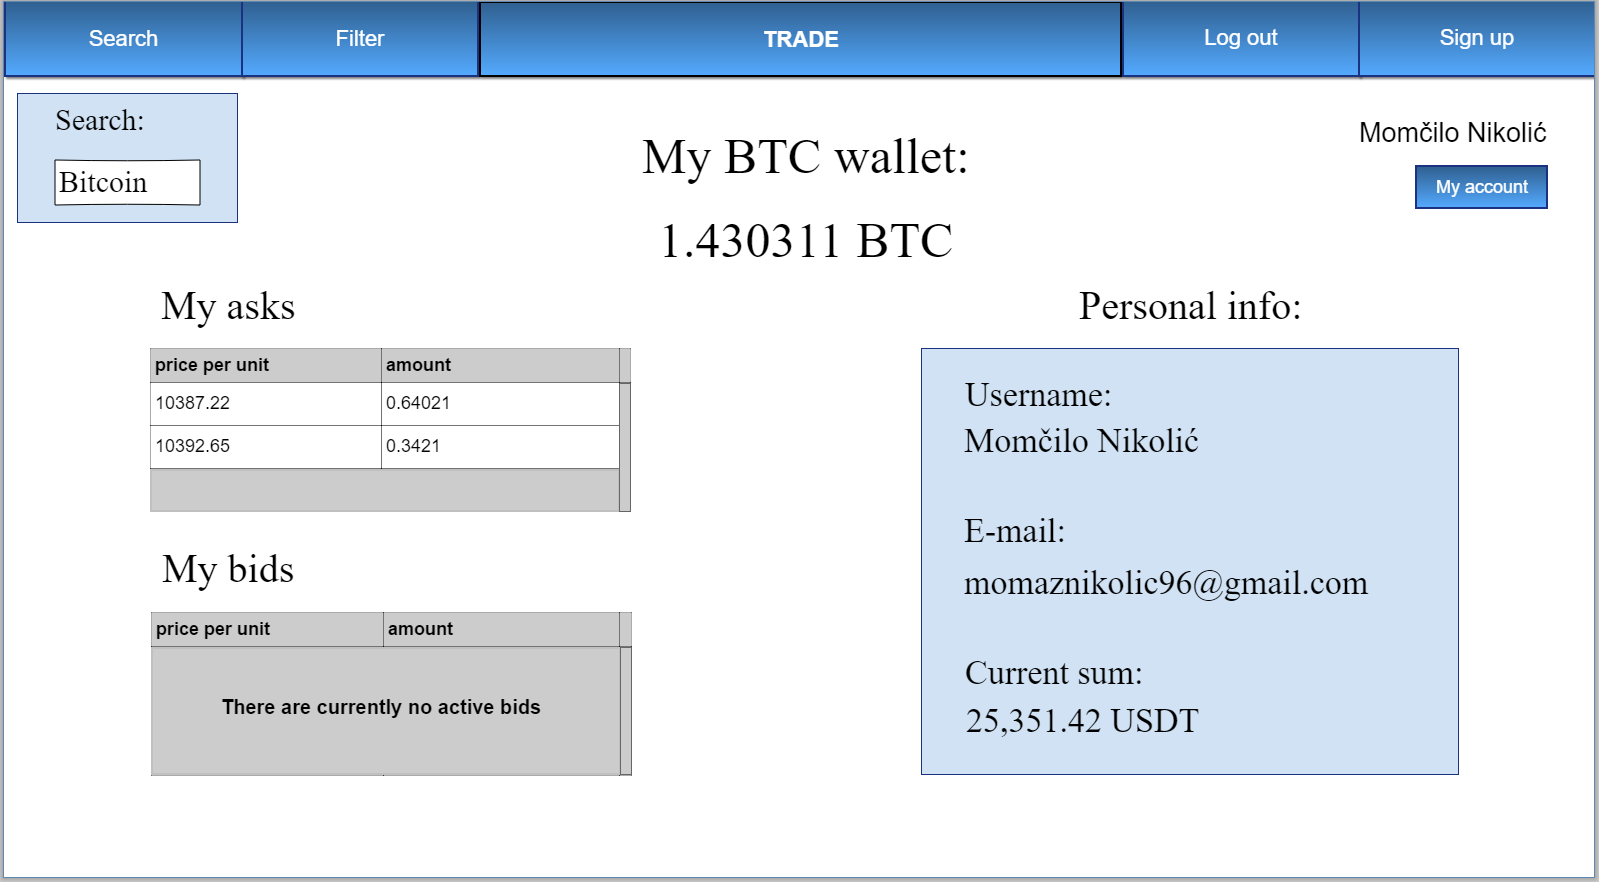 Search
Filter
TRADE
Log out
Sign up
Search:
Bitcoin
My BTC wallet:
1.430311 BTC
Momčilo Nikolić
My account
My asks
price per unit amount
10387.22 0.64021
10392.65 0.3421
My bids
price per unit amount
There are currently no active bids
Personal info:
Username:
Momčilo Nikolić
E-mail:
momaznikolic96@gmail.com
Current sum:
25,351.42 USDT